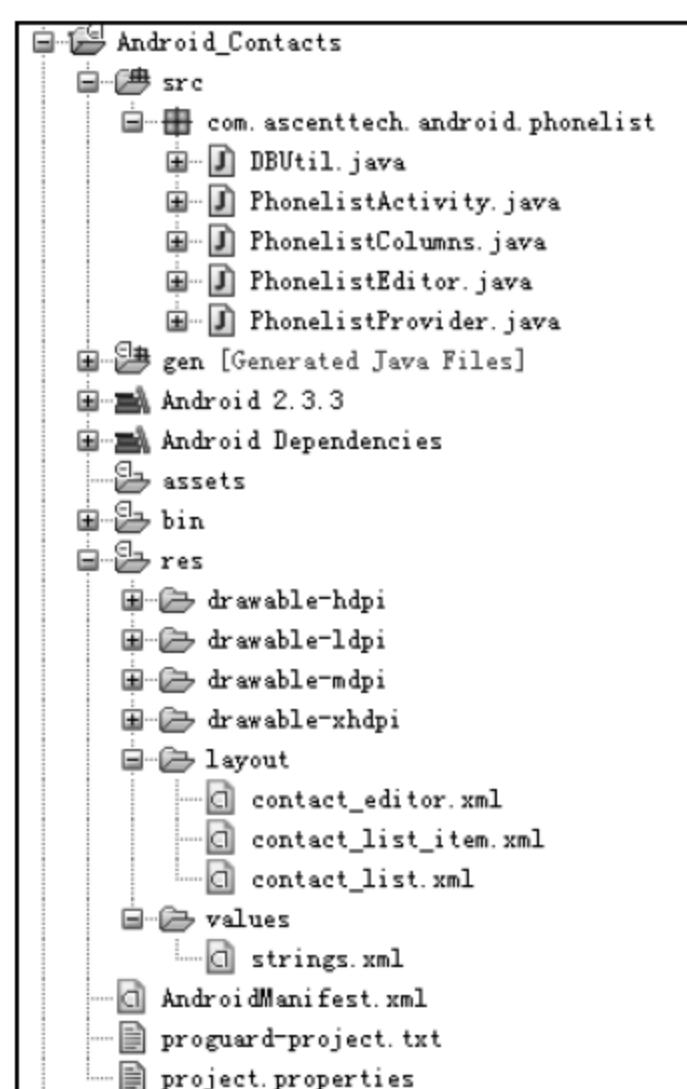 Android_Contacts
src
com.ascenttech.android.phonelist
DBUtil.java
PhonelistActivity.java
PhonelistColumns.java
PhonelistEditor.java
PhonelistProvider.java
gen [Generated Java Files]
Android 2.3.3
Android Dependencies
assets
bin
res
drawable-hdpi
drawable-ldpi
drawable-mdpi
drawable-xhdpi
layout
contact_editor.xml
contact_list_item.xml
contact_list.xml
values
strings.xml
AndroidManifest.xml
proguard-project.txt
project.properties